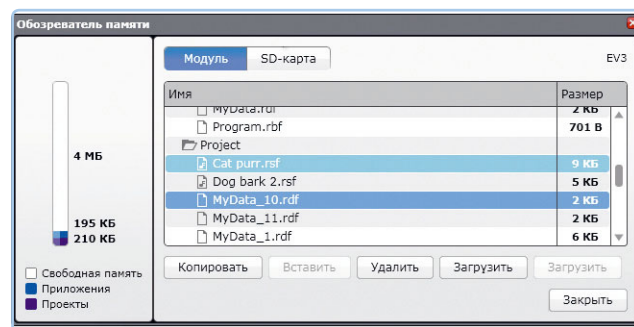 Обозреватель памяти
Модуль SD-карта EV3
Имя Размер
MyData.rdf 2 КБ
Program.rbf 701 B
Project
Cat purr.rsf 9 КБ
4 МБ
Dog bark 2.rsf 5 КБ
MyData_10.rdf 2 КБ
195 КБ
MyData_11.rdf 2 КБ
210 КБ
MyData_1.rdf 6 КБ
Свободная память
Приложения
Проекты
Копировать Вставить Удалить Загрузить Загрузить
Закрыть